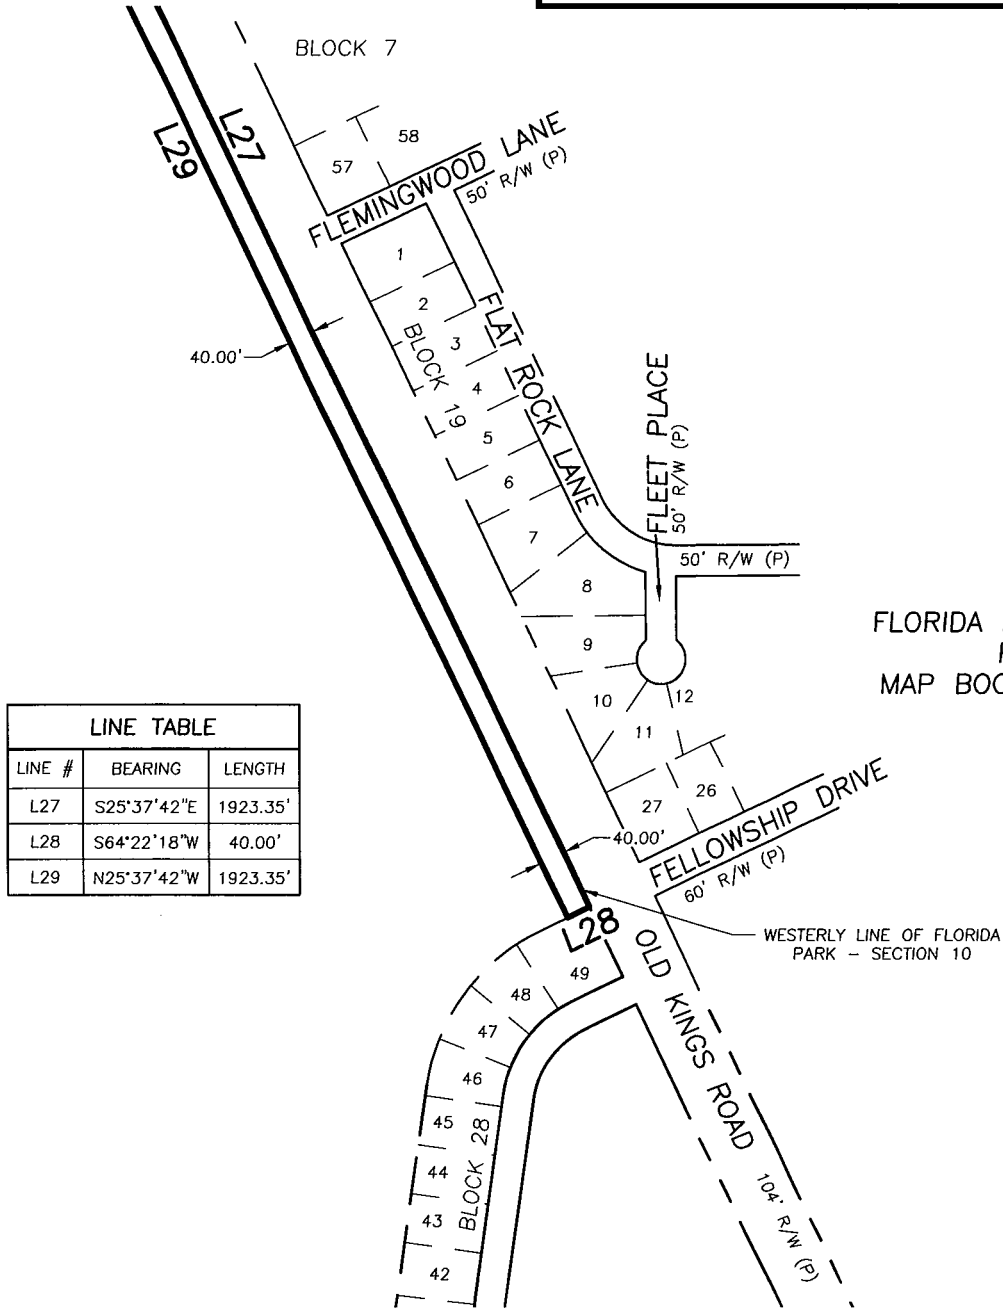 BLOCK 7
L29
L27
57
58
FLEMINGWOOD LANE
50' R/W (P)
1
2
3
4
5
6
7
8
9
10
11
12
27
26
BLOCK 19
FLAT ROCK LANE
40.00'
FLEET PLACE
50' R/W (P)
50' R/W (P)
FLORIDA
MAP BOO
LINE TABLE
LINE # BEARING LENGTH
L27 S25°37'42"E 1923.35'
L28 S64°22'18"W 40.00'
L29 N25°37'42"W 1923.35'
40.00'
FELLOWSHIP DRIVE
60' R/W (P)
L28
WESTERLY LINE OF FLORIDA
PARK - SECTION 10
OLD KINGS ROAD
104' R/W (P)
49
48
47
46
45
44
43
42
BLOCK 28